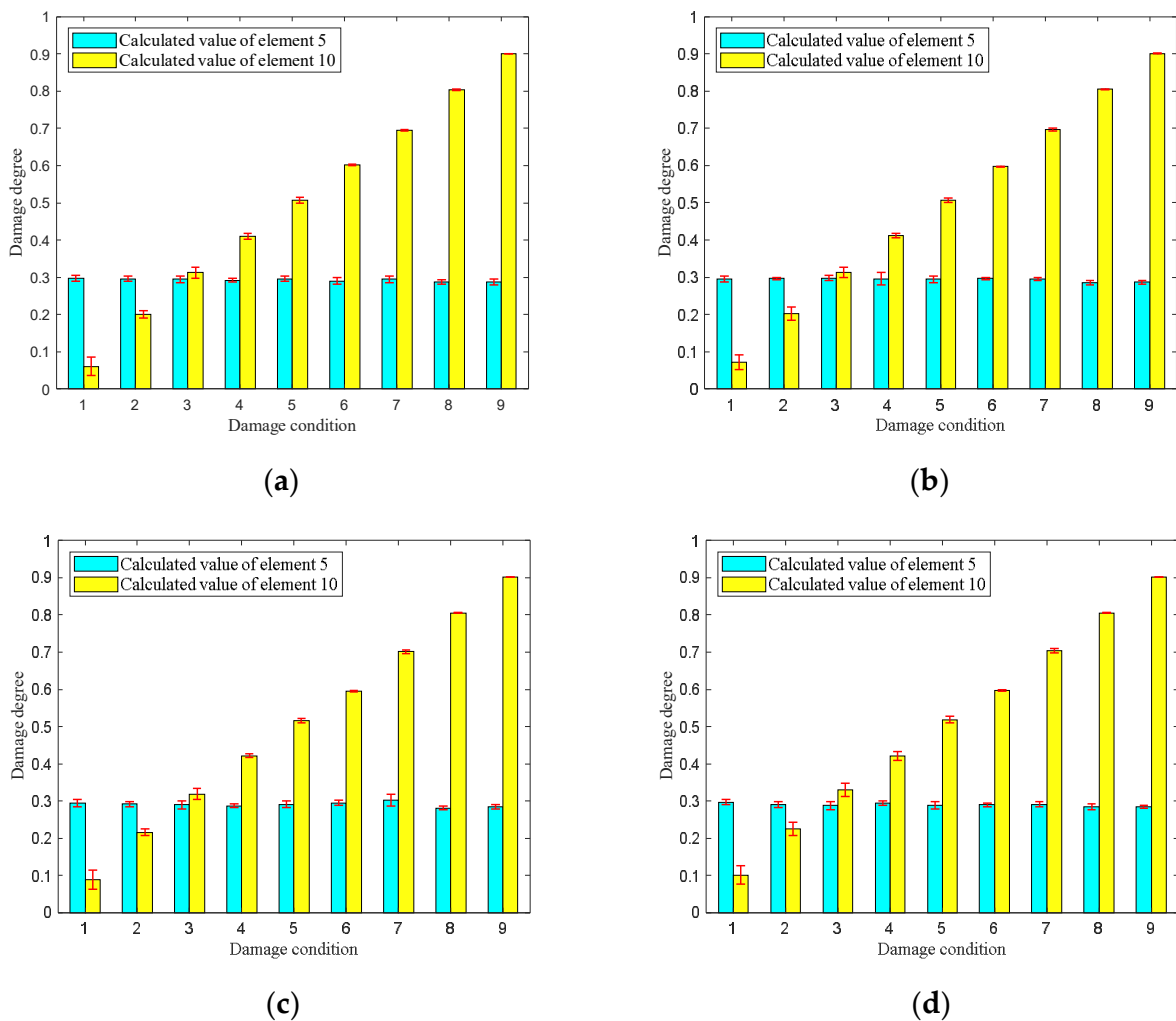 Calculated value of element 5
Calculated value of element 10
Damage degree
1
0.9
0.8
0.7
0.6
0.5
0.4
0.3
0.2
0.1
0
1 2 3 4 5 6 7 8 9
Damage condition
(a)
Calculated value of element 5
Calculated value of element 10
Damage degree
1
0.9
0.8
0.7
0.6
0.5
0.4
0.3
0.2
0.1
0
1 2 3 4 5 6 7 8 9
Damage condition
(b)
Calculated value of element 5
Calculated value of element 10
Damage degree
1
0.9
0.8
0.7
0.6
0.5
0.4
0.3
0.2
0.1
0
1 2 3 4 5 6 7 8 9
Damage condition
(c)
Calculated value of element 5
Calculated value of element 10
Damage degree
1
0.9
0.8
0.7
0.6
0.5
0.4
0.3
0.2
0.1
0
1 2 3 4 5 6 7 8 9
Damage condition
(d)